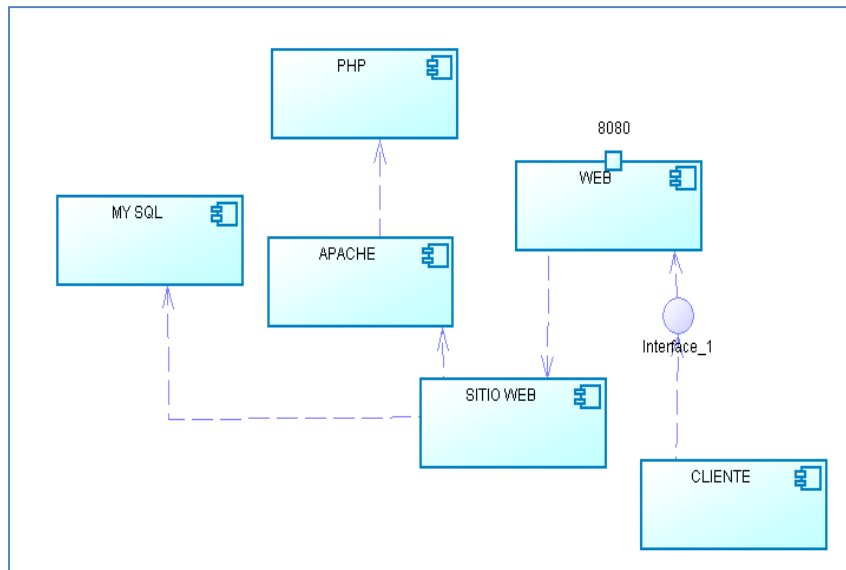 PHP
8080
WEB
MY SQL
APACHE
Interface_1
SITIO WEB
CLIENTE